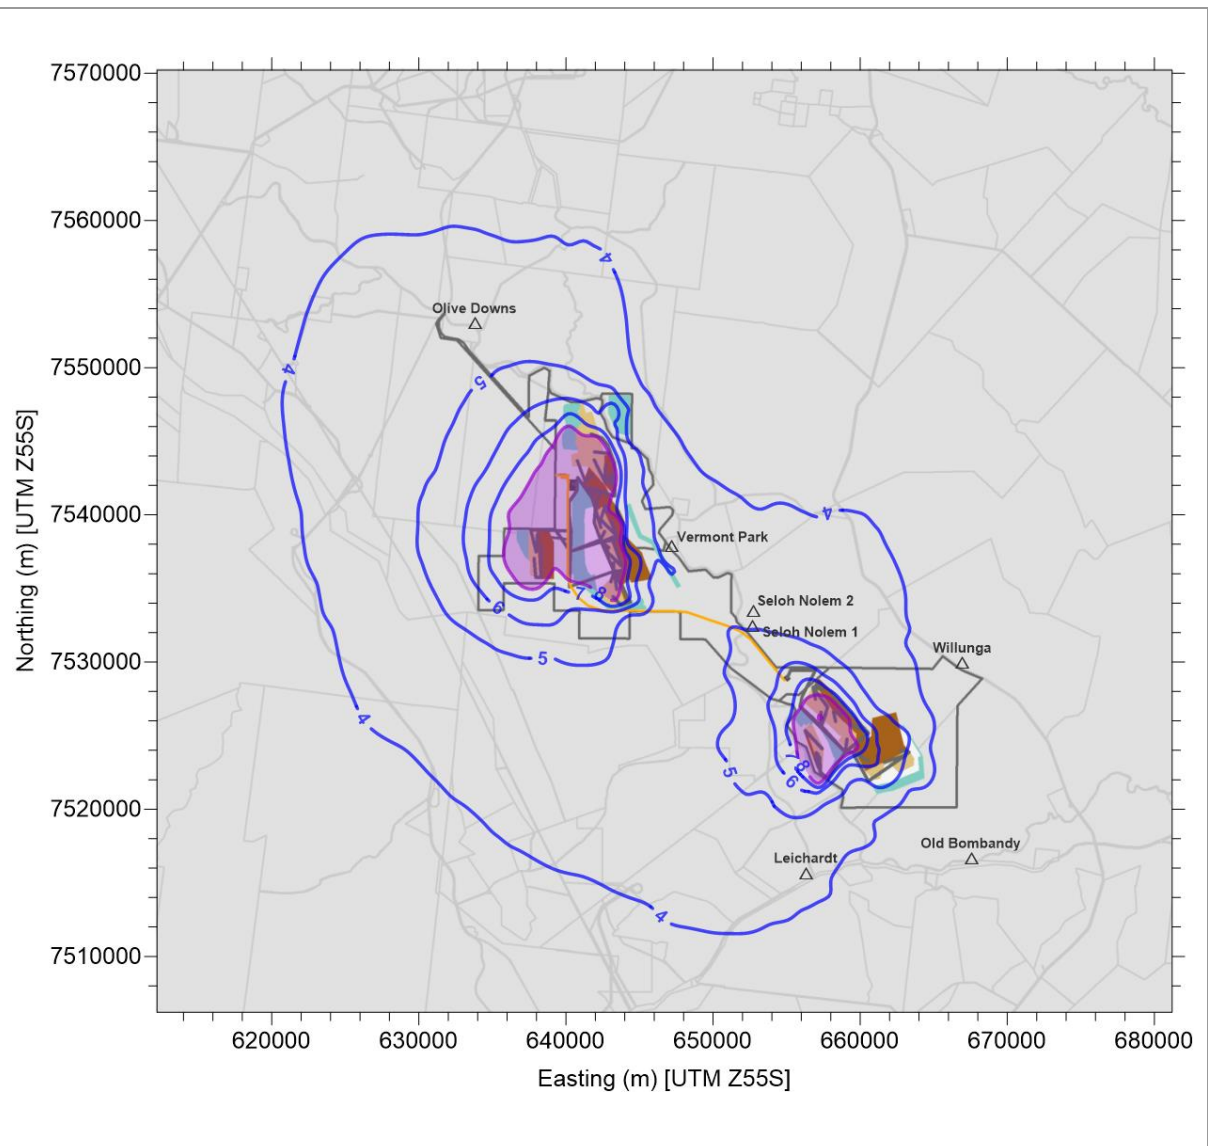 7570000
7560000
7550000
7540000
7530000
7520000
7510000
Northing (m) [UTM Z55S]
4
4
Olive Downs
5
4
Vermont Park
7 8
6
Seloh Nolem 2
Seloh Nolem 1
5
Willunga
4
5
7
8
6
Old Bombandy
Leichardt
4
620000 630000 640000 650000 660000 670000 680000
Easting (m) [UTM Z55S]